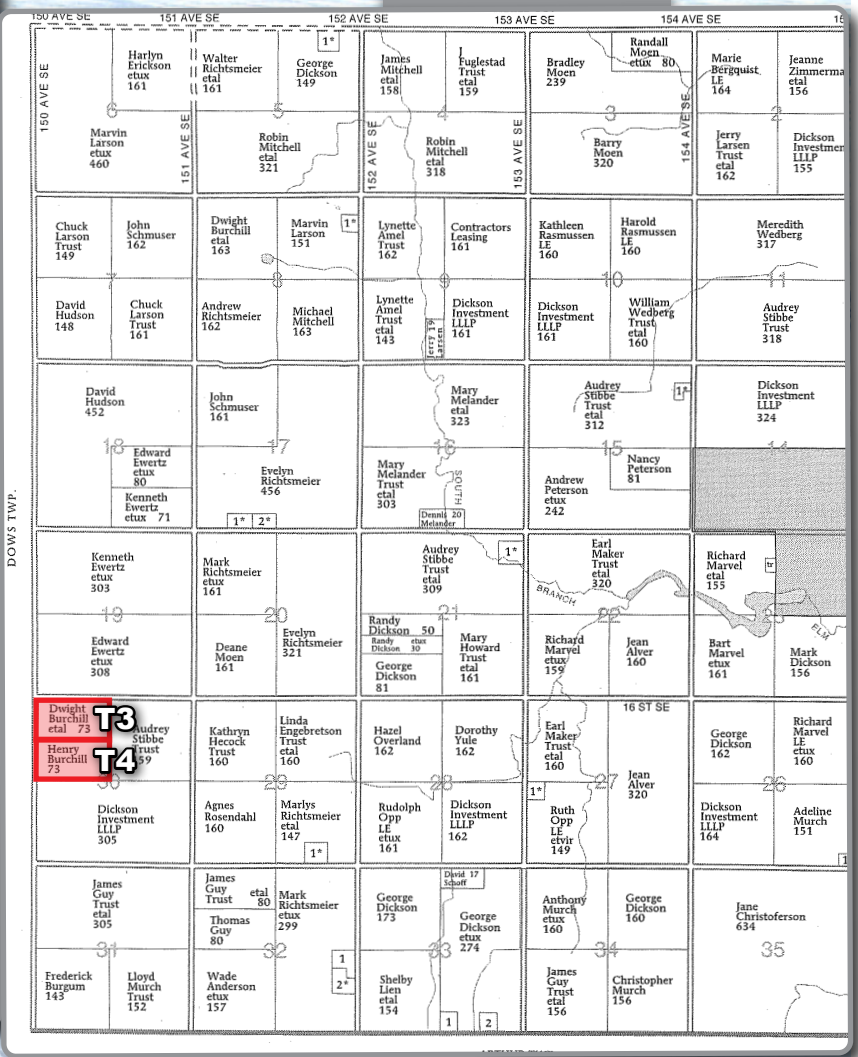 150 AVE SE 151 AVE SE 152 AVE SE 153 AVE SE 154 AVE SE 15
150 AVE SE
151 AVE SE
152 AVE SE
153 AVE SE
154 AVE SE
DOWS TWP.
Harlyn
Erickson
etux
161
6
Marvin
Larson
etux
460
Walter
Richtsmeier
etal
161
1*
George
Dickson
149
5
Robin
Mitchell
etal
321
James
Mitchell
etal
158
J
Fuglestad
Trust
etal
159
4
Robin
Mitchell
etal
318
Bradley
Moen
239
Randall
Moen
etux 80
3
Barry
Moen
320
Marie
Bergquist
LE
164
Jeanne
Zimmerma
etal
156
2
Jerry
Larsen
Trust
etal
162
Dickson
Investmen
LLLP
155
Chuck
Larson
Trust
149
John
Schmuser
162
7
David
Hudson
148
Chuck
Larson
Trust
161
Dwight
Burchill
etal
163
Marvin
Larson
151
1*
8
Andrew
Richtsmeier
162
Michael
Mitchell
163
Lynette
Amel
Trust
162
Contractors
Leasing
161
9
Lynette
Amel
Trust
etal
143
Jerry 19
Larsen
Dickson
Investment
LLLP
161
Kathleen
Rasmussen
LE
160
Harold
Rasmussen
LE
160
10
Dickson
Investment
LLLP
161
William
Wedberg
Trust
etal
160
Meredith
Wedberg
317
11
Audrey
Stibbe
Trust
318
David
Hudson
452
18
Edward
Ewertz
etux
80
Kenneth
Ewertz
etux 71
John
Schmuser
161
17
Evelyn
Richtsmeier
456
1* 2*
Mary
Melander
etal
323
16
Mary
Melander
Trust
etal
303
SOUTH
Dennis 20
Melander
Audrey
Stibbe
Trust
etal
312
1*
15
Andrew
Peterson
etux
242
Nancy
Peterson
81
Dickson
Investment
LLLP
324
14
Kenneth
Ewertz
etux
303
19
Edward
Ewertz
etux
308
Mark
Richtsmeier
etux
161
20
Deane
Moen
161
Evelyn
Richtsmeier
321
Audrey
Stibbe
Trust
etal
309
1*
21
Randy
Dickson 50
Randy etux
Dickson 30
George
Dickson
81
Mary
Howard
Trust
etal
161
Earl
Maker
Trust
etal
320
BRANCH
22
Richard
Marvel
etux
159
Jean
Alver
160
Richard
Marvel
etal
155
tr
23
ELM
Bart
Marvel
etux
161
Mark
Dickson
156
Dwight
Burchill
etal 73
T3
Henry
Burchill
73
T4
Audrey
Stibbe
Trust
159
30
Dickson
Investment
LLLP
305
Kathryn
Hecock
Trust
160
Linda
Engebretson
Trust
etal
160
29
Agnes
Rosendahl
160
Marlys
Richtsmeier
etal
147
1*
Hazel
Overland
162
Dorothy
Yule
162
28
Rudolph
Opp
LE
etux
161
Dickson
Investment
LLLP
162
Earl
Maker
Trust
etal
160
16 ST SE
1*
27
Jean
Alver
320
Ruth
Opp
LE
etvir
149
George
Dickson
162
Richard
Marvel
LE
etux
160
26
Dickson
Investment
LLLP
164
Adeline
Murch
151
1
James
Guy
Trust
etal
305
31
Frederick
Burgum
143
Lloyd
Murch
Trust
152
James
Guy
Trust etal
80
Thomas
Guy
80
Mark
Richtsmeier
etux
299
32
Wade
Anderson
etux
157
1
2*
George
Dickson
173
David 17
Schoff
George
Dickson
etux
274
33
Shelby
Lien
etal
154
1
2
Anthony
Murch
etux
160
George
Dickson
160
34
James
Guy
Trust
etal
156
Christopher
Murch
156
Jane
Christoferson
634
35